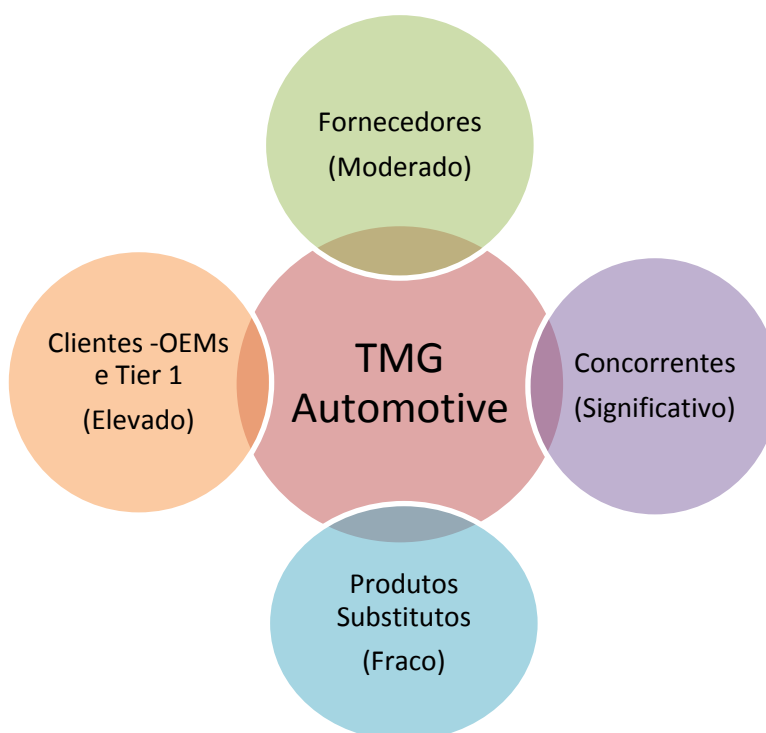 Fornecedores
(Moderado)
Clientes -OEMs
e Tier 1
(Elevado)
TMG
Automotive
Concorrentes
(Significativo)
Produtos
Substitutos
(Fraco)